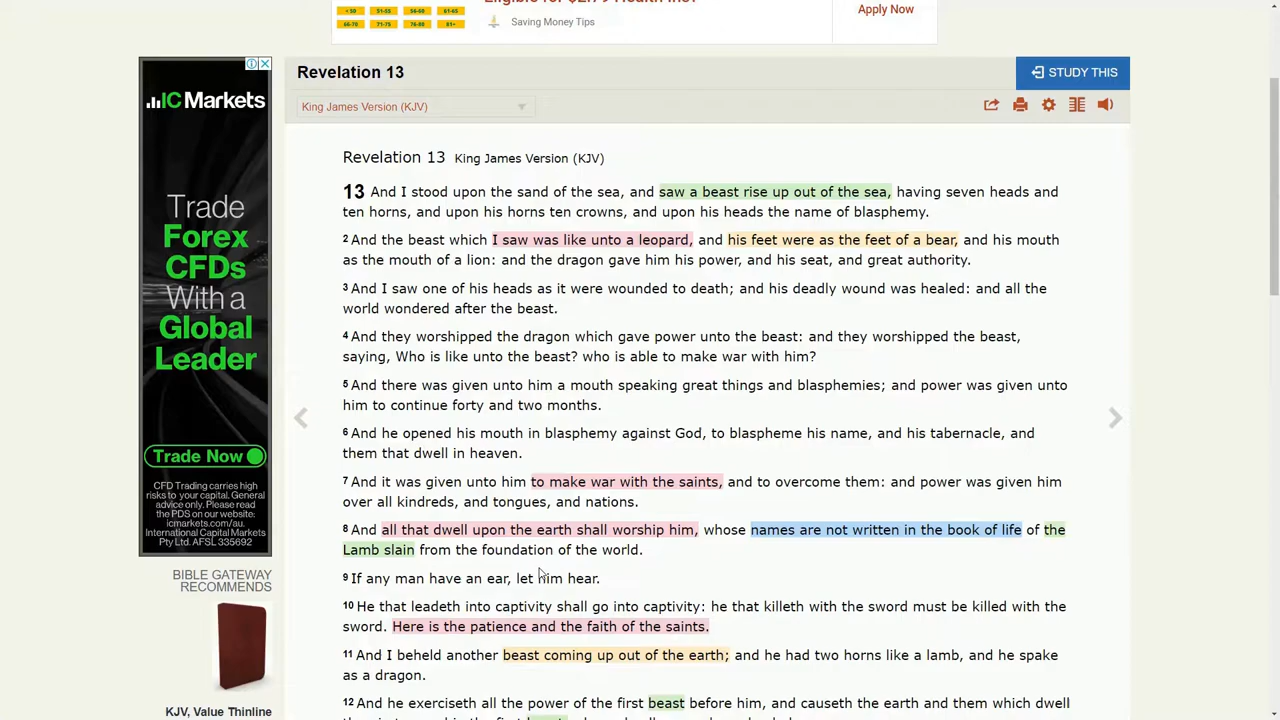 < 50 51-55 56-60 61-65
66-70 71-75 76-80 81+
Saving Money Tips
Apply Now
IC Markets
Trade
Forex
CFDs
With a
Global
Leader
Trade Now
CFD Trading carries high
risks to your capital. General
advice only. Please read
the PDS on our website:
icmarkets.com/au.
International Capital Markets
Pty Ltd. AFSL 335692
BIBLE GATEWAY
RECOMMENDS
KJV, Value Thinline
Revelation 13
STUDY THIS
King James Version (KJV)
Revelation 13 King James Version (KJV)
13 And I stood upon the sand of the sea, and saw a beast rise up out of the sea, having seven heads and
ten horns, and upon his horns ten crowns, and upon his heads the name of blasphemy.
2 And the beast which I saw was like unto a leopard, and his feet were as the feet of a bear, and his mouth
as the mouth of a lion: and the dragon gave him his power, and his seat, and great authority.
3 And I saw one of his heads as it were wounded to death; and his deadly wound was healed: and all the
world wondered after the beast.
4 And they worshipped the dragon which gave power unto the beast: and they worshipped the beast,
saying, Who is like unto the beast? who is able to make war with him?
5 And there was given unto him a mouth speaking great things and blasphemies; and power was given unto
him to continue forty and two months.
6 And he opened his mouth in blasphemy against God, to blaspheme his name, and his tabernacle, and
them that dwell in heaven.
7 And it was given unto him to make war with the saints, and to overcome them: and power was given him
over all kindreds, and tongues, and nations.
8 And all that dwell upon the earth shall worship him, whose names are not written in the book of life of the
Lamb slain from the foundation of the world.
9 If any man have an ear, let him hear.
10 He that leadeth into captivity shall go into captivity: he that killeth with the sword must be killed with the
sword. Here is the patience and the faith of the saints.
11 And I beheld another beast coming up out of the earth; and he had two horns like a lamb, and he spake
as a dragon.
12 And he exerciseth all the power of the first beast before him, and causeth the earth and them which dwell